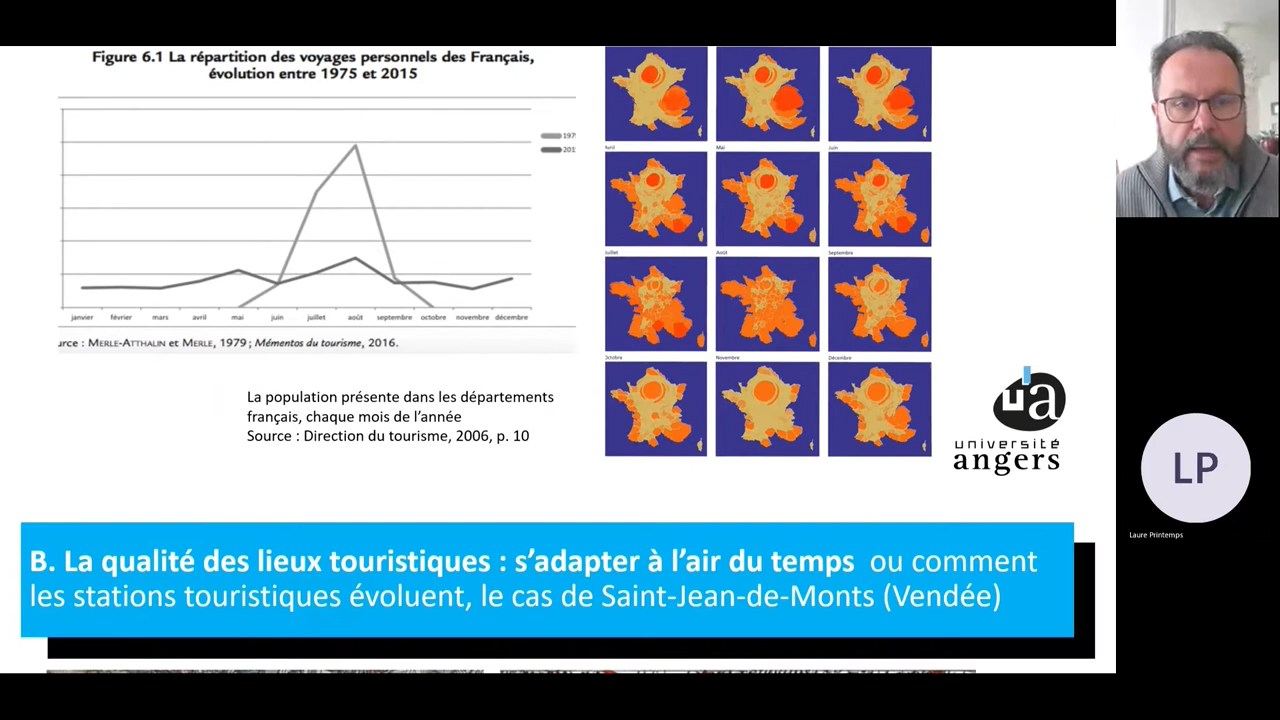 Figure 6.1 La répartition des voyages personnels des Français,
évolution entre 1975 et 2015
197
201
janvier février mars avril mai juin juillet août septembre octobre novembre décembre
urce : MERLE-ATTHALIN et MERLE, 1979 ; Mémentos du tourisme, 2016.
Avril Mai Juin
Juillet Août Septembre
Octobre Novembre Décembre
La population présente dans les départements
français, chaque mois de l'année
Source : Direction du tourisme, 2006, p. 10
ua
université
angers
B. La qualité des lieux touristiques : s'adapter à l'air du temps ou comment
les stations touristiques évoluent, le cas de Saint-Jean-de-Monts (Vendée)
LP
Laure Printemps